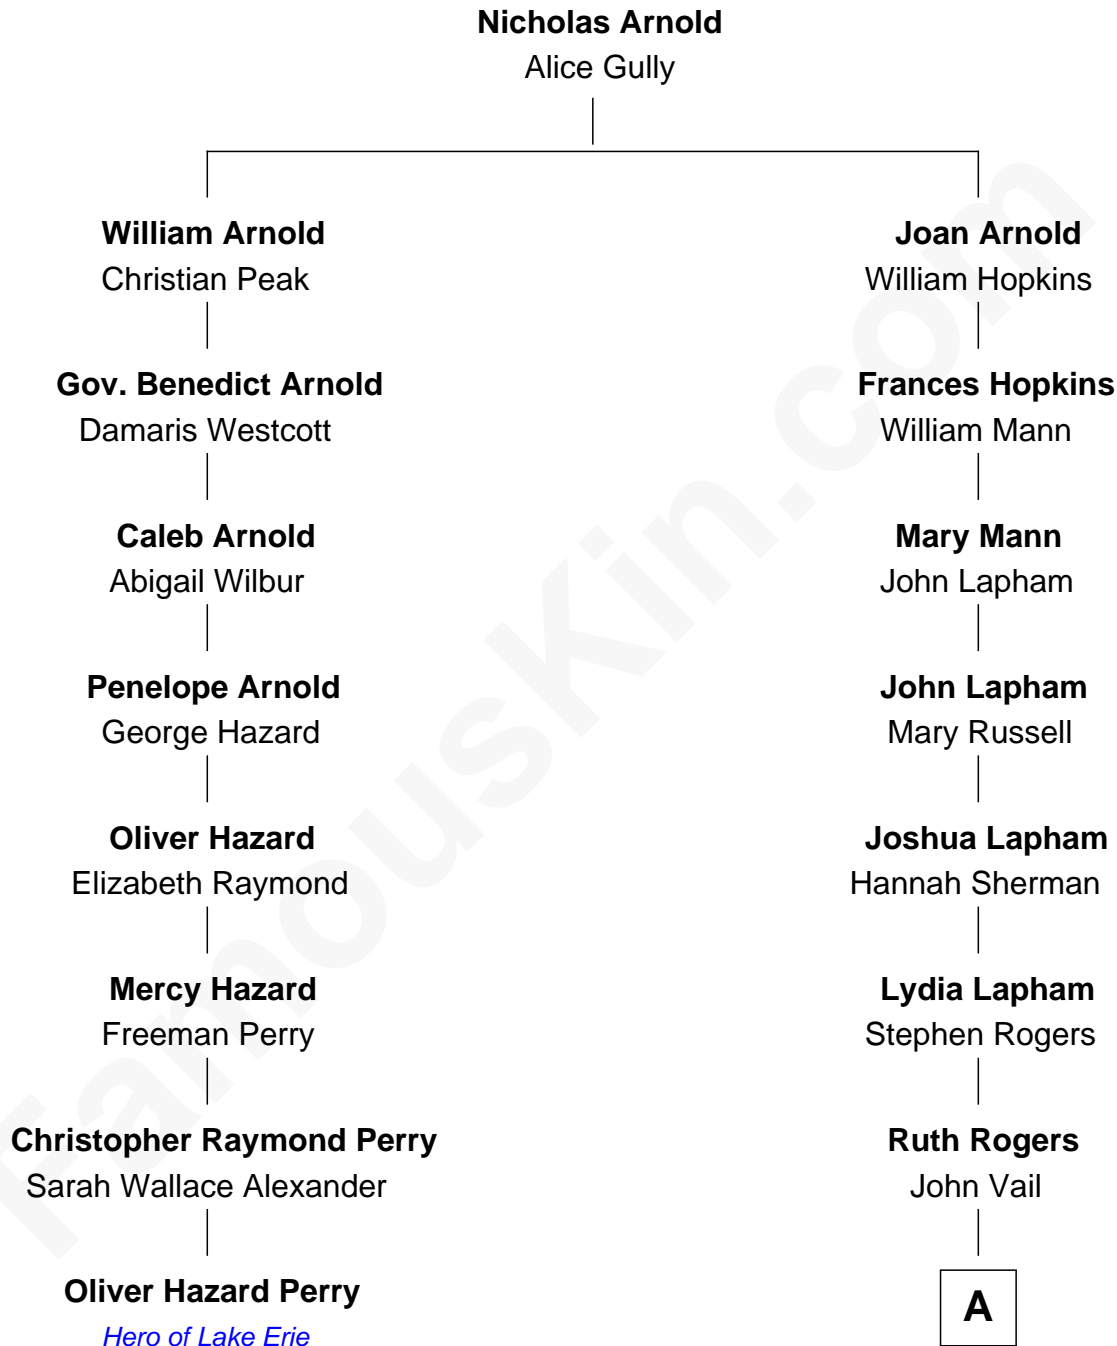 Nicholas Arnold
Alice Gully
William Arnold
Christian Peak
Joan Arnold
William Hopkins
Gov. Benedict Arnold
Damaris Westcott
Frances Hopkins
William Mann
Caleb Arnold
Abigail Wilbur
Mary Mann
John Lapham
Penelope Arnold
George Hazard
John Lapham
Mary Russell
Oliver Hazard
Elizabeth Raymond
Joshua Lapham
Hannah Sherman
Mercy Hazard
Freeman Perry
Lydia Lapham
Stephen Rogers
Christopher Raymond Perry
Sarah Wallace Alexander
Ruth Rogers
John Vail
Oliver Hazard Perry
Hero of Lake Erie
A
FamousKin.com